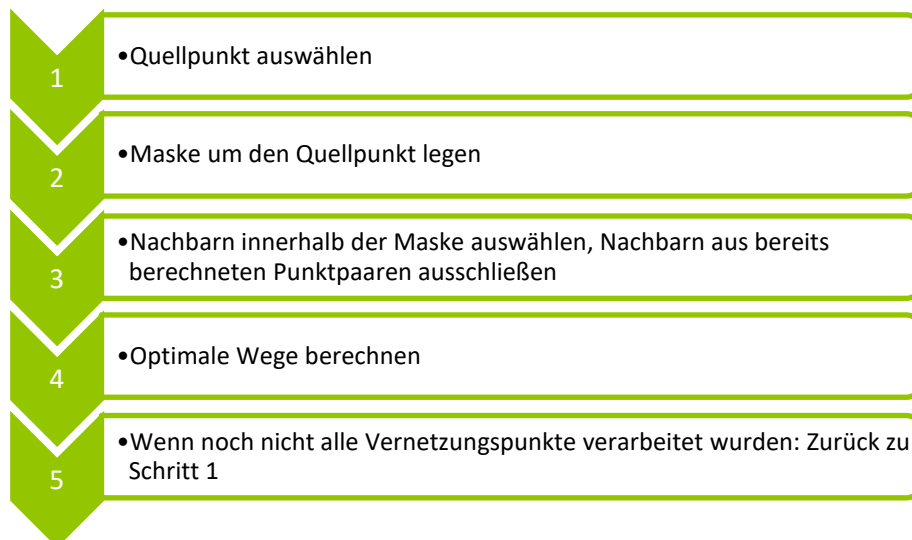 1
•Quellpunkt auswählen
2
•Maske um den Quellpunkt legen
3
•Nachbarn innerhalb der Maske auswählen, Nachbarn aus bereits
berechneten Punktpaaren ausschließen
4
•Optimale Wege berechnen
5
•Wenn noch nicht alle Vernetzungspunkte verarbeitet wurden: Zurück zu
Schritt 1